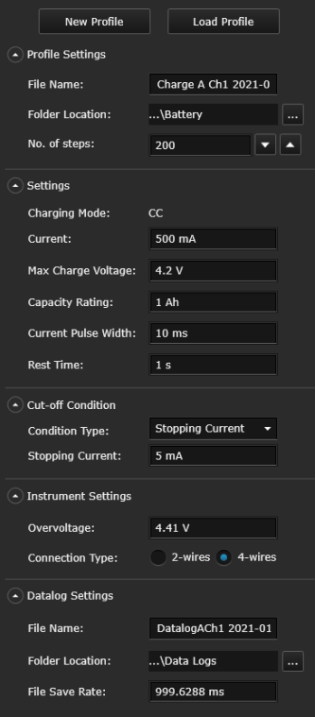 New Profile Load Profile
Profile Settings
File Name: Charge A Ch1 2021-0
Folder Location: ...\Battery ...
No. of steps: 200
Settings
Charging Mode: CC
Current: 500 mA
Max Charge Voltage: 4.2 V
Capacity Rating: 1 Ah
Current Pulse Width: 10 ms
Rest Time: 1 s
Cut-off Condition
Condition Type: Stopping Current
Stopping Current: 5 mA
Instrument Settings
Overvoltage: 4.41 V
Connection Type: 2-wires 4-wires
Datalog Settings
File Name: DatalogACh1 2021-01
Folder Location: ...\Data Logs ...
File Save Rate: 999.6288 ms